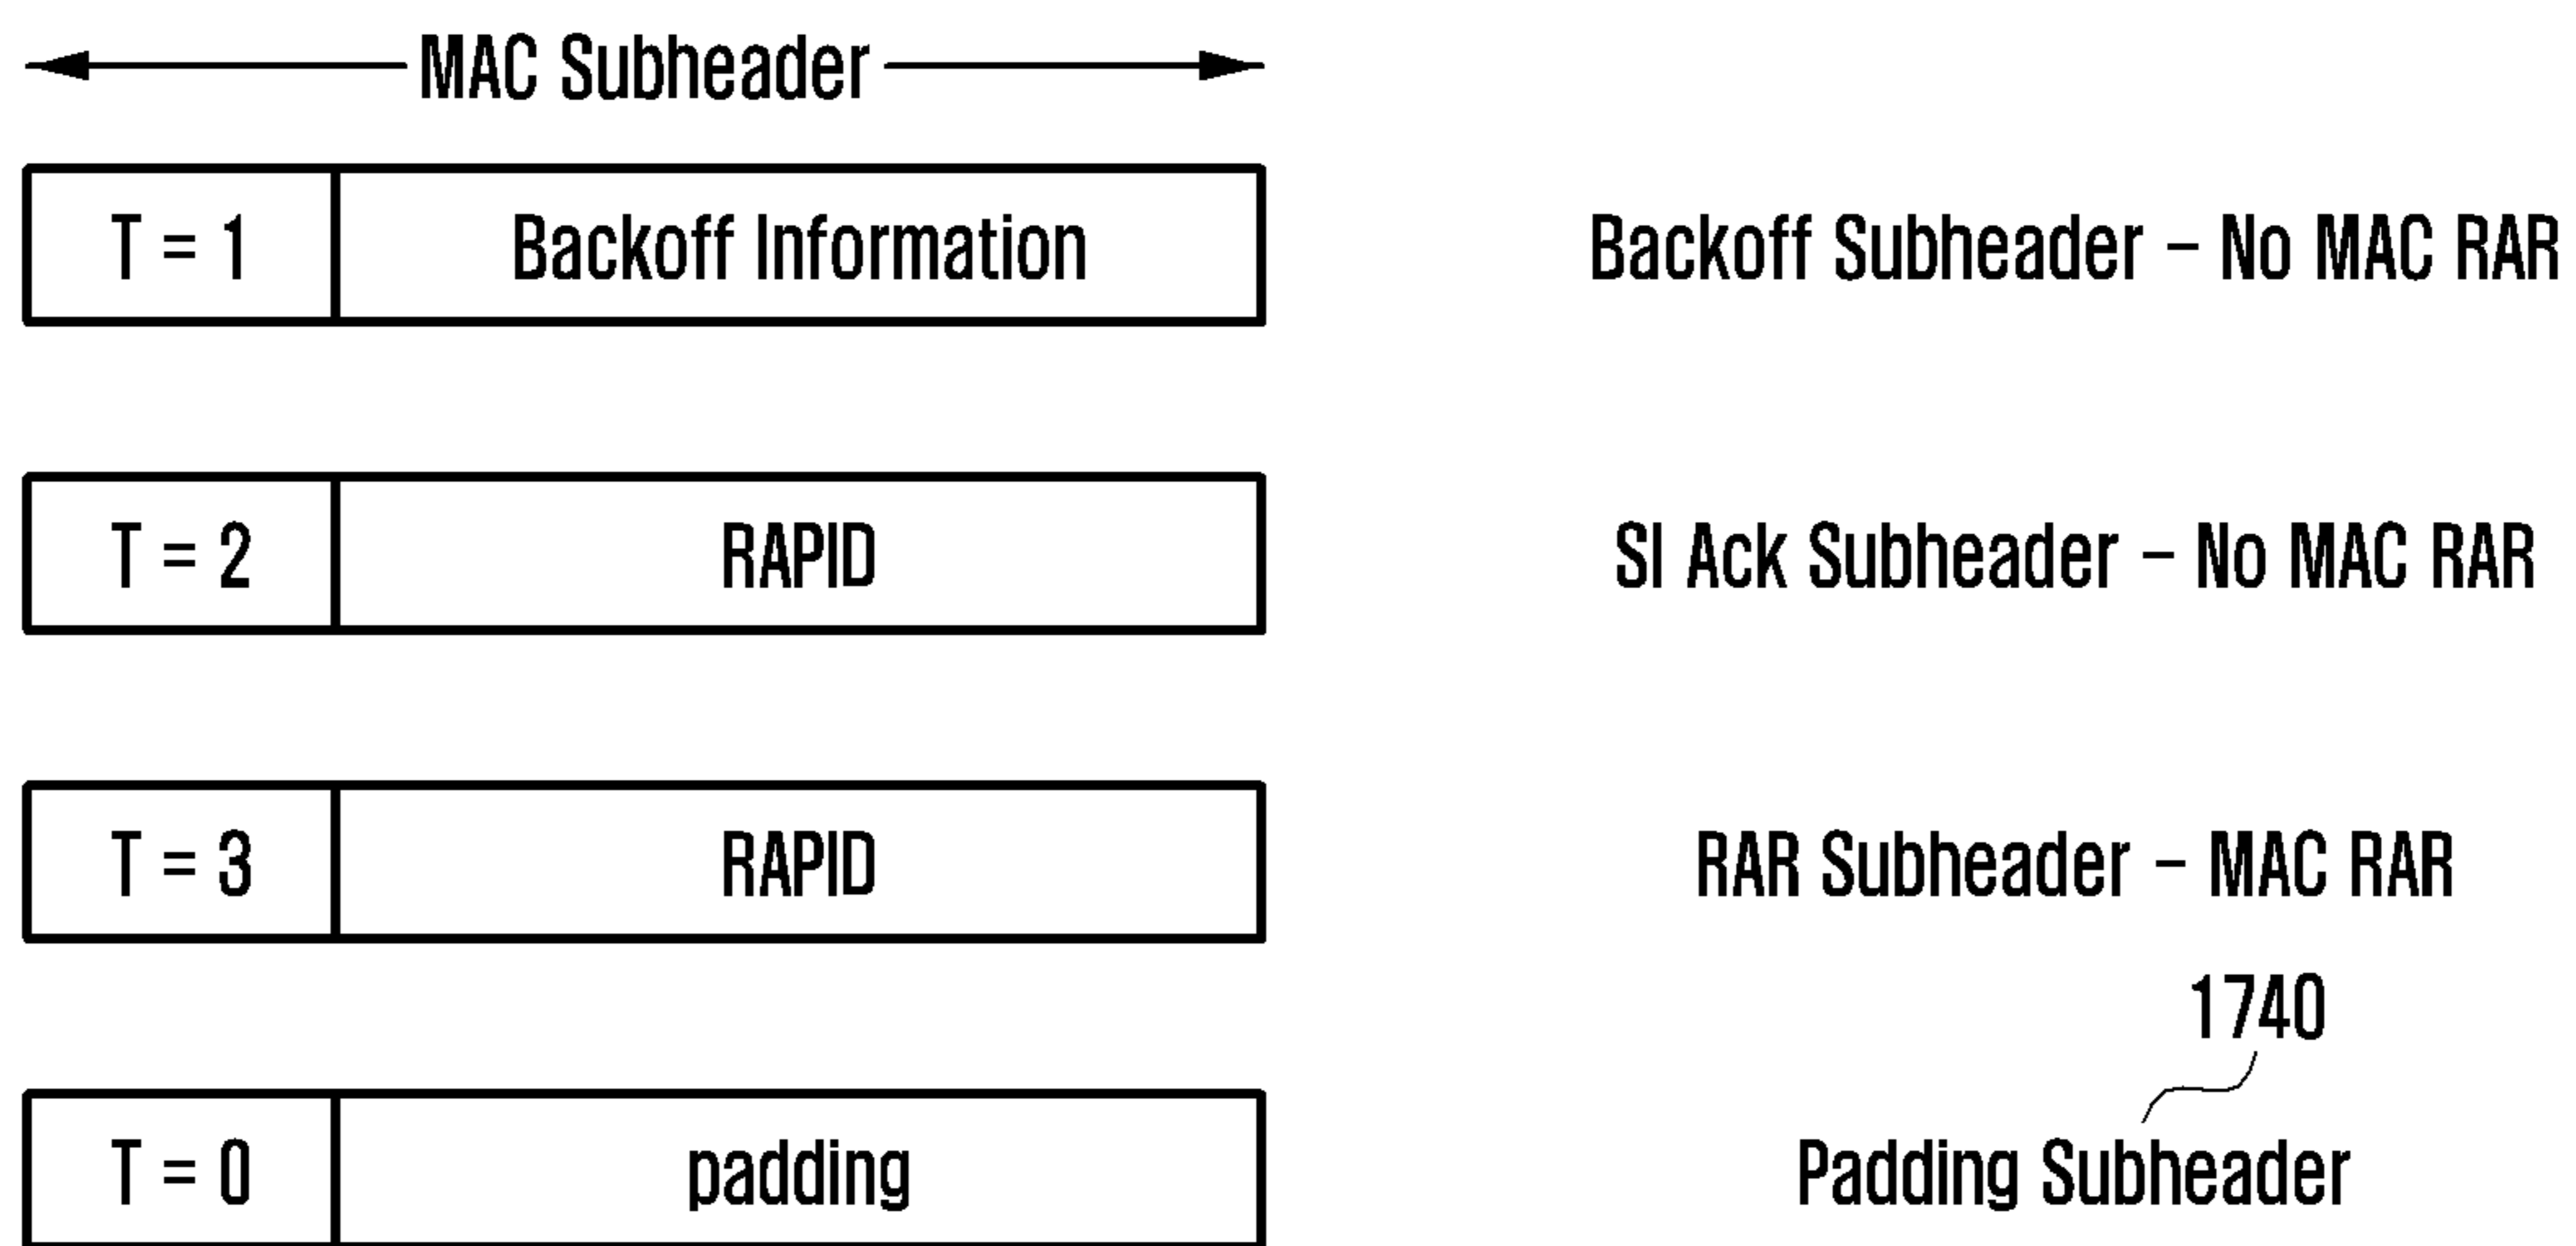 MAC Subheader
T = 1 Backoff Information Backoff Subheader – No MAC RAR
T = 2 RAPID SI Ack Subheader – No MAC RAR
T = 3 RAPID RAR Subheader – MAC RAR
1740
T = 0 padding Padding Subheader